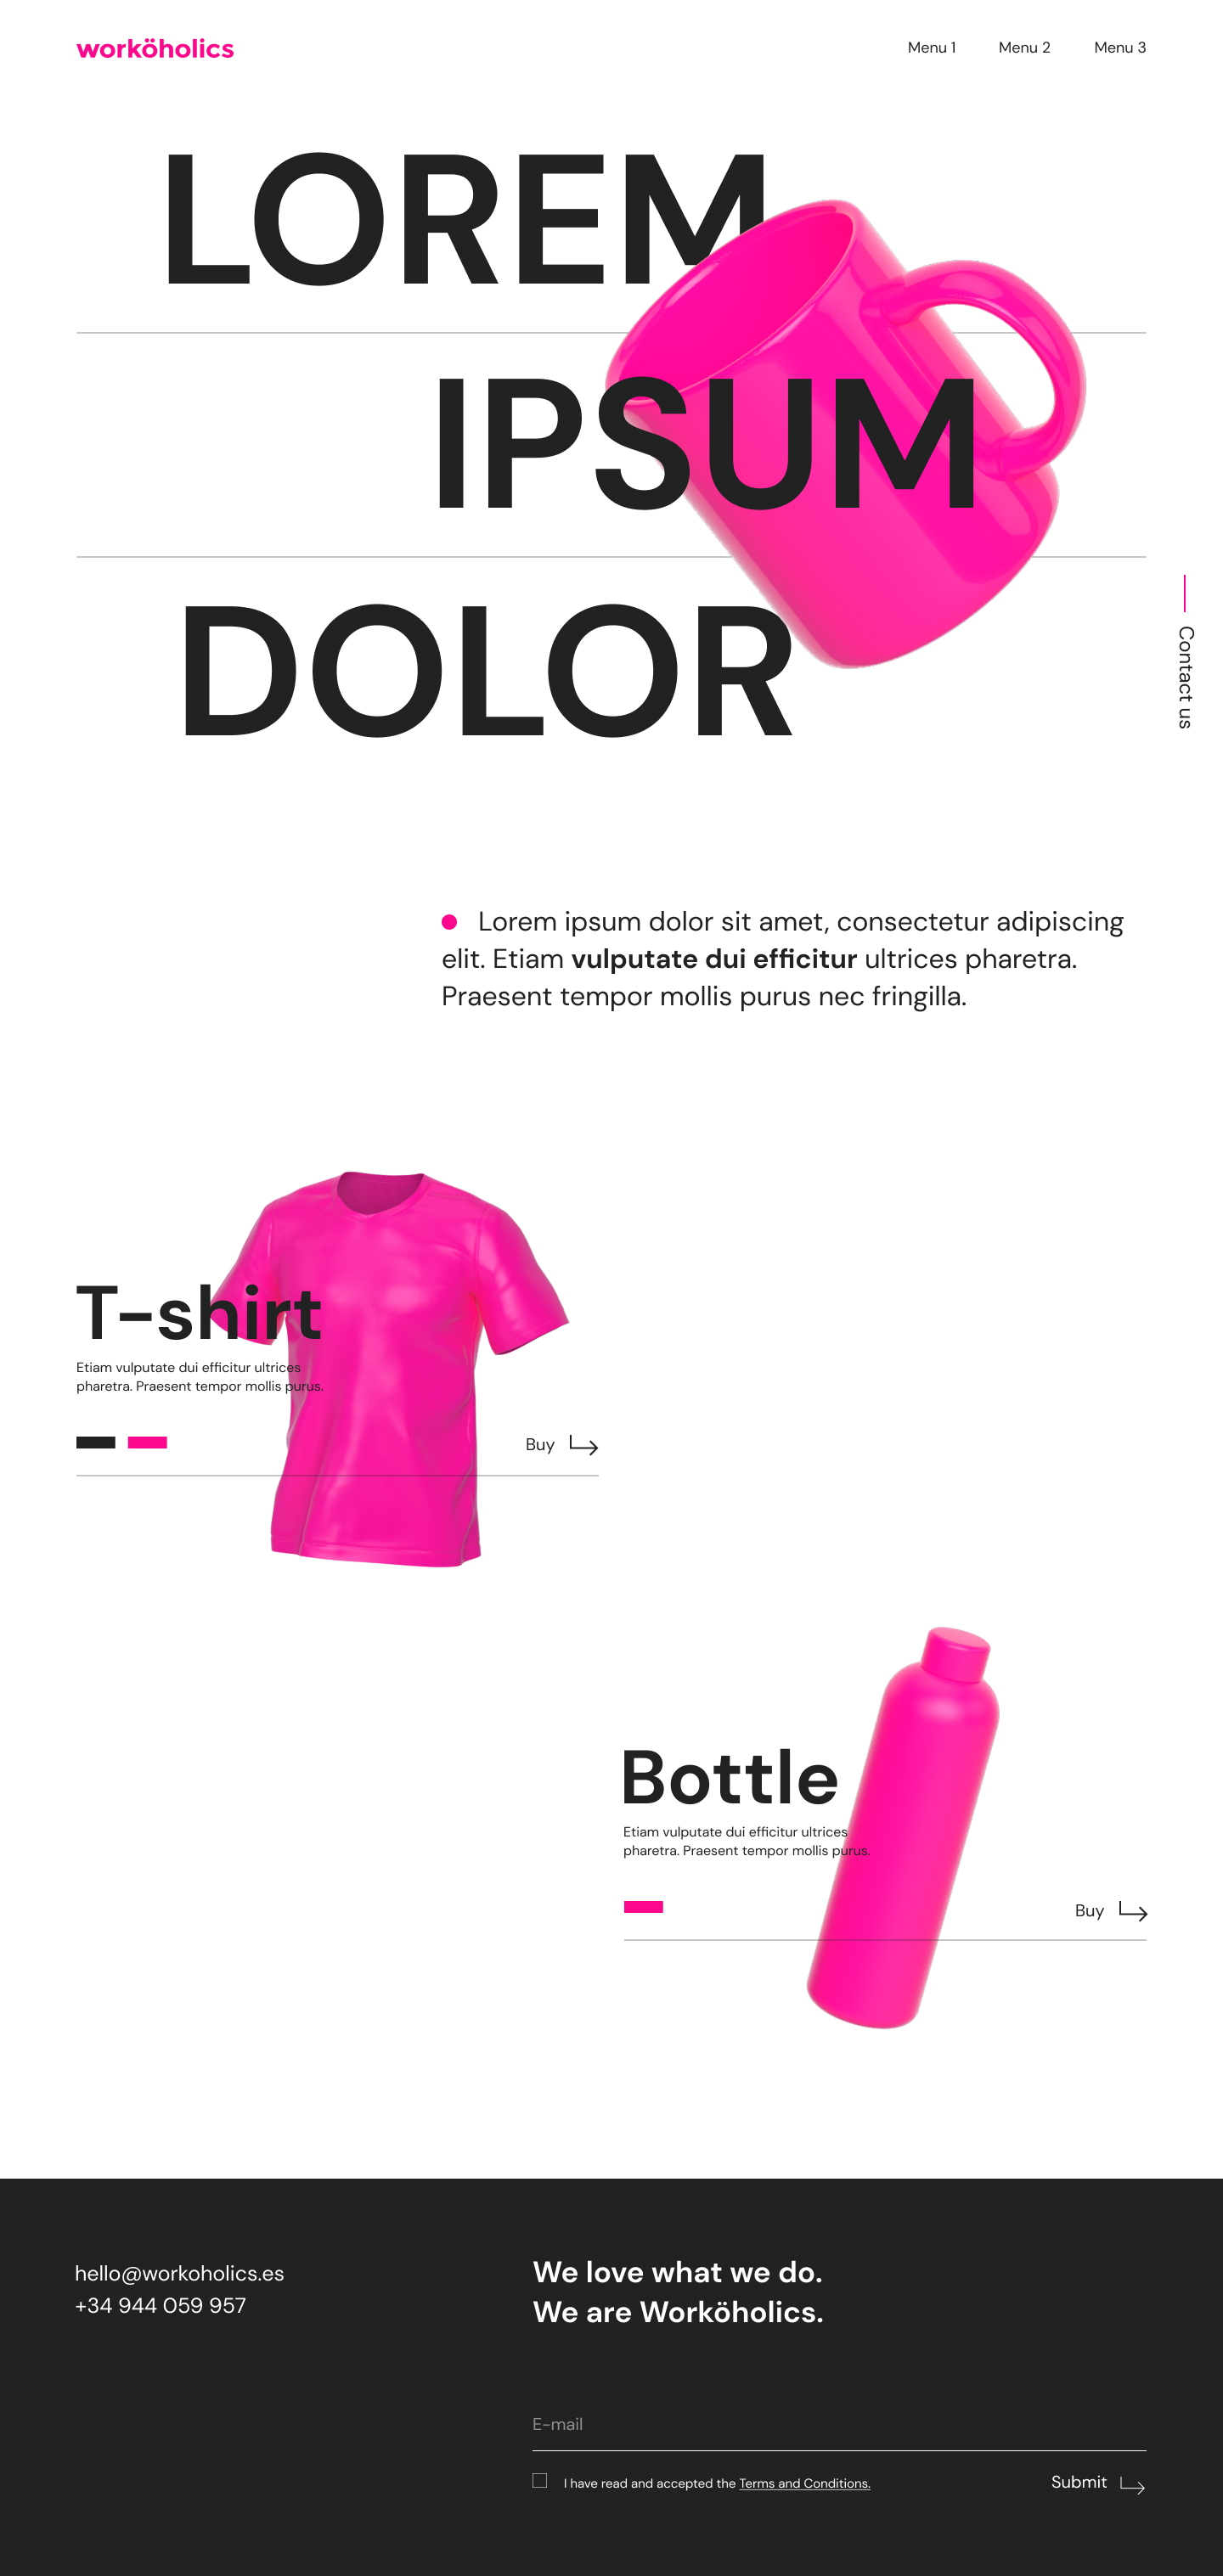 worköholics
Menu 1 Menu 2 Menu 3
LOREM
IPSUM
DOLOR
Contact us
Lorem ipsum dolor sit amet, consectetur adipiscing
elit. Etiam vulputate dui efficitur ultrices pharetra.
Praesent tempor mollis purus nec fringilla.
T-shirt
Etiam vulputate dui efficitur ultrices
pharetra. Praesent tempor mollis purus.
Buy
Bottle
Etiam vulputate dui efficitur ultrices
pharetra. Praesent tempor mollis purus.
Buy
hello@workoholics.es
+34 944 059 957
We love what we do.
We are Worköholics.
E-mail
I have read and accepted the Terms and Conditions.
Submit